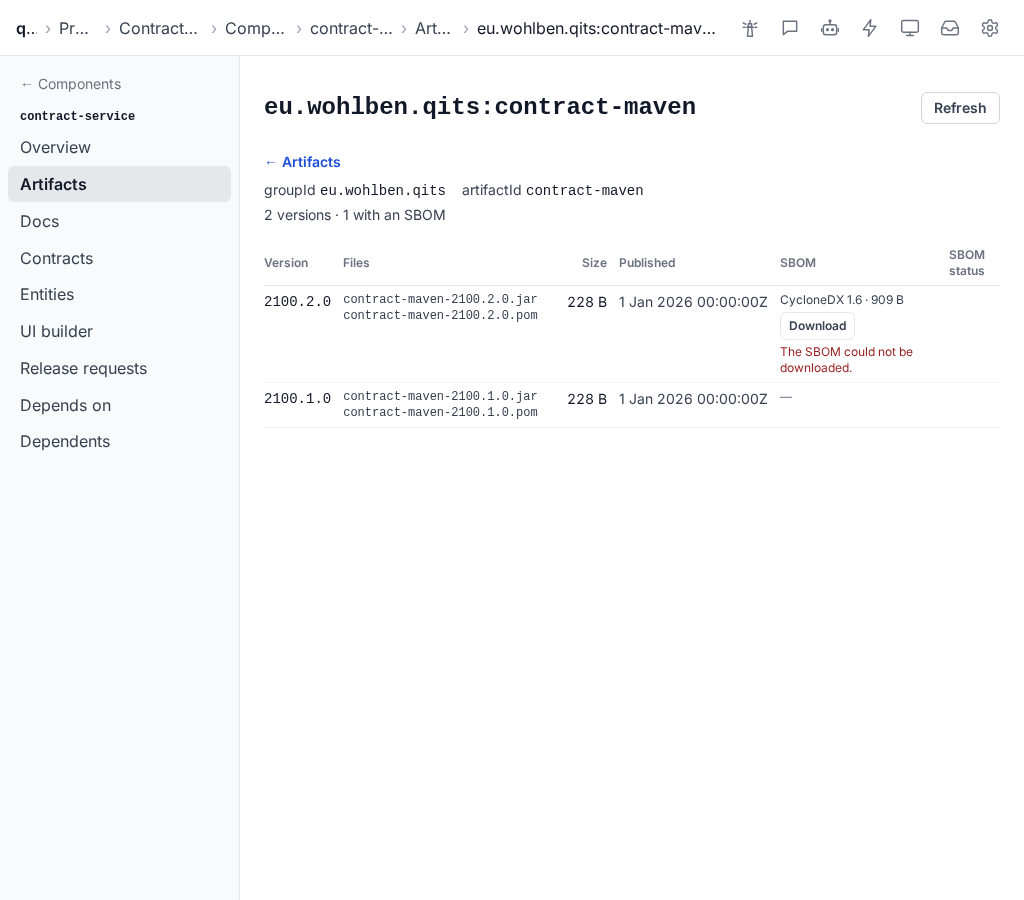 q... › Pr... › Contract... › Comp... › contract-... › Art... › eu.wohlben.qits:contract-mav...
← Components
contract-service
Overview
Artifacts
Docs
Contracts
Entities
UI builder
Release requests
Depends on
Dependents
eu.wohlben.qits:contract-maven
Refresh
← Artifacts
groupId eu.wohlben.qits artifactId contract-maven
2 versions · 1 with an SBOM
Version Files Size Published SBOM SBOM status
2100.2.0 contract-maven-2100.2.0.jar 228 B 1 Jan 2026 00:00:00Z CycloneDX 1.6 · 909 B
contract-maven-2100.2.0.pom
Download
The SBOM could not be
downloaded.
2100.1.0 contract-maven-2100.1.0.jar 228 B 1 Jan 2026 00:00:00Z —
contract-maven-2100.1.0.pom